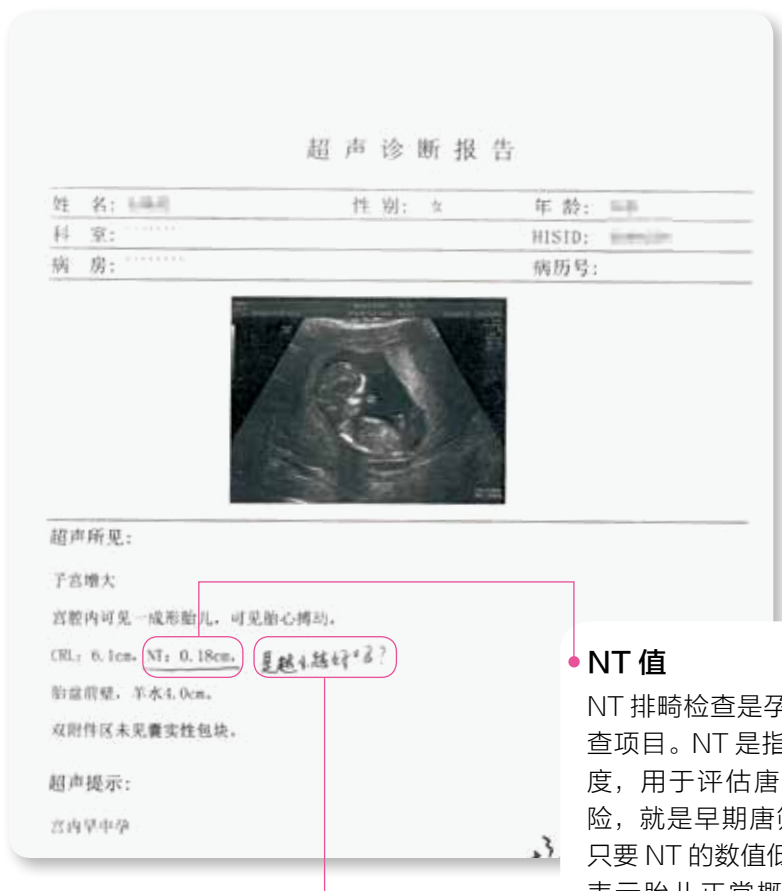 超声诊断报告
姓 名: 性 别: 女 年 龄:
科 室: HISID:
病 房: 病历号:
超声所见:
子宫增大
宫腔内可见一成形胎儿, 可见胎心搏动。
CRL: 6.1cm。 NT: 0.18cm。 是越小越好吗?
胎盘前壁, 羊水4.0cm。
双附件区未见囊实性包块。
超声提示:
宫内早中孕
NT 值
NT 排畸检查是孕
查项目。NT 是指
度，用于评估唐
险，就是早期唐
只要 NT 的数值低